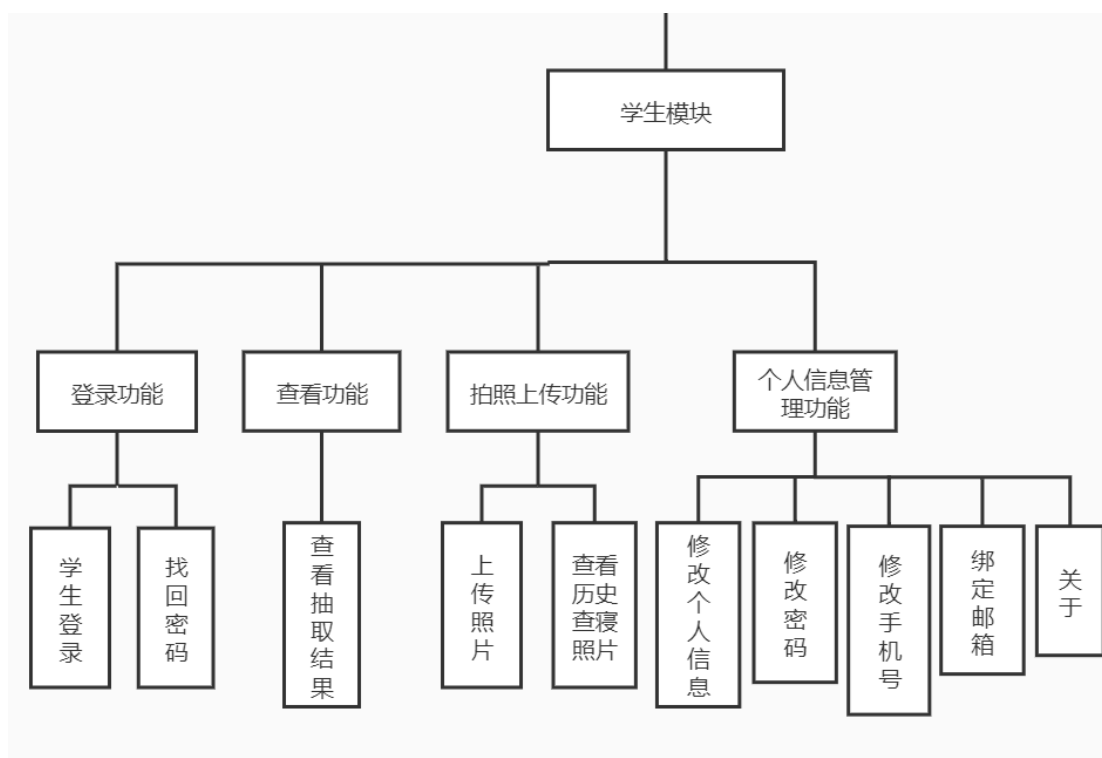 学生模块
登录功能
查看功能
拍照上传功能
个人信息管
理功能
学生登录
找回密码
查看抽取结果
上传照片
查看
历史
查寝
照片
修改个人信息
修改密码
修改手机号
绑定邮箱
关于